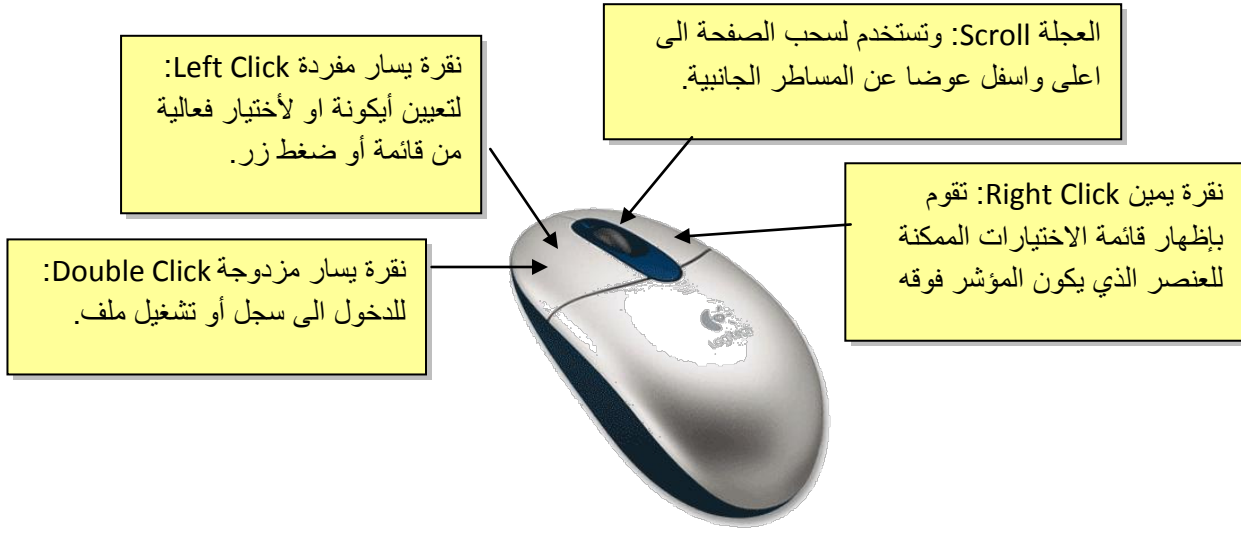 العجلة Scroll: وتستخدم لسحب الصفحة الى
اعلى واسفل عوضا عن المساطر الجانبية.
نقرة يسار مفردة Left Click:
لتعيين أيكونة او لأختيار فعالية
من قائمة أو ضغط زر.
نقرة يمين Right Click: تقوم
بإظهار قائمة الاختيارات الممكنة
للعنصر الذي يكون المؤشر فوقه
نقرة يسار مزدوجة Double Click:
للدخول الى سجل أو تشغيل ملف.
Logitech